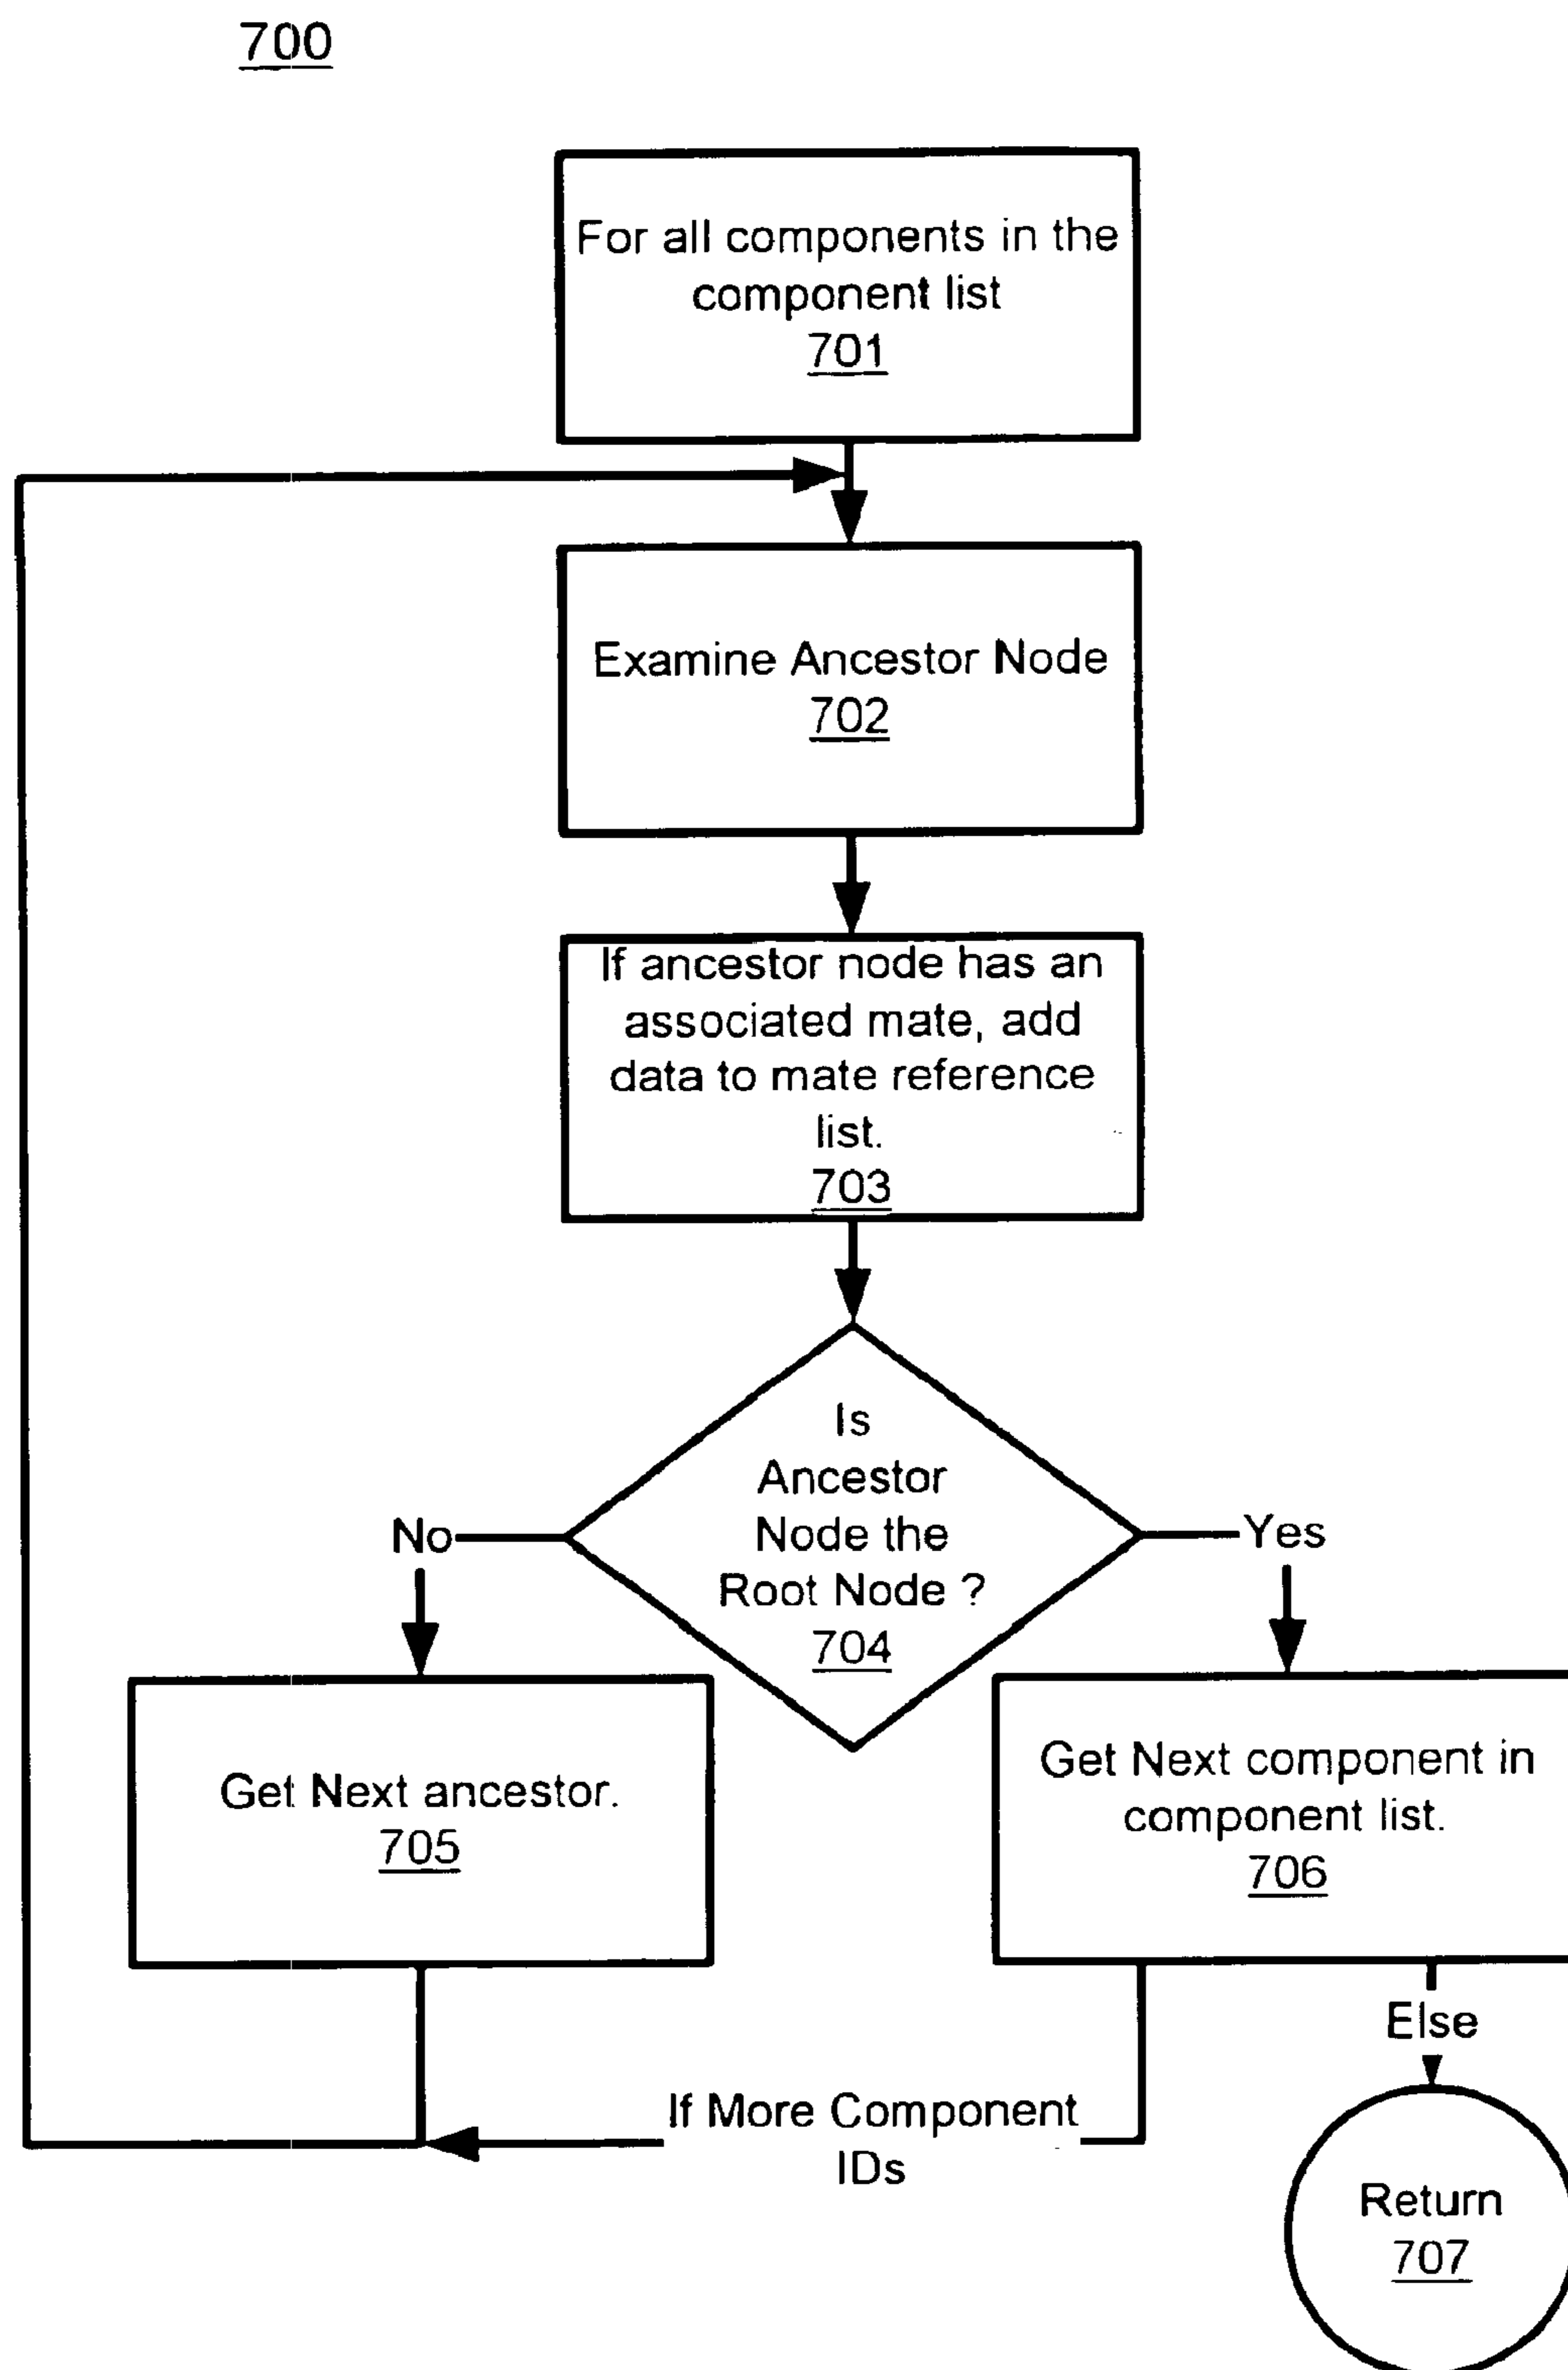 700
For all components in the
component list
701
Examine Ancestor Node
702
If ancestor node has an
associated mate, add
data to mate reference
list.
703
Is
Ancestor
Node the
Root Node ?
704
No
Yes
Get Next ancestor.
705
Get Next component in
component list.
706
Else
If More Component
IDs
Return
707